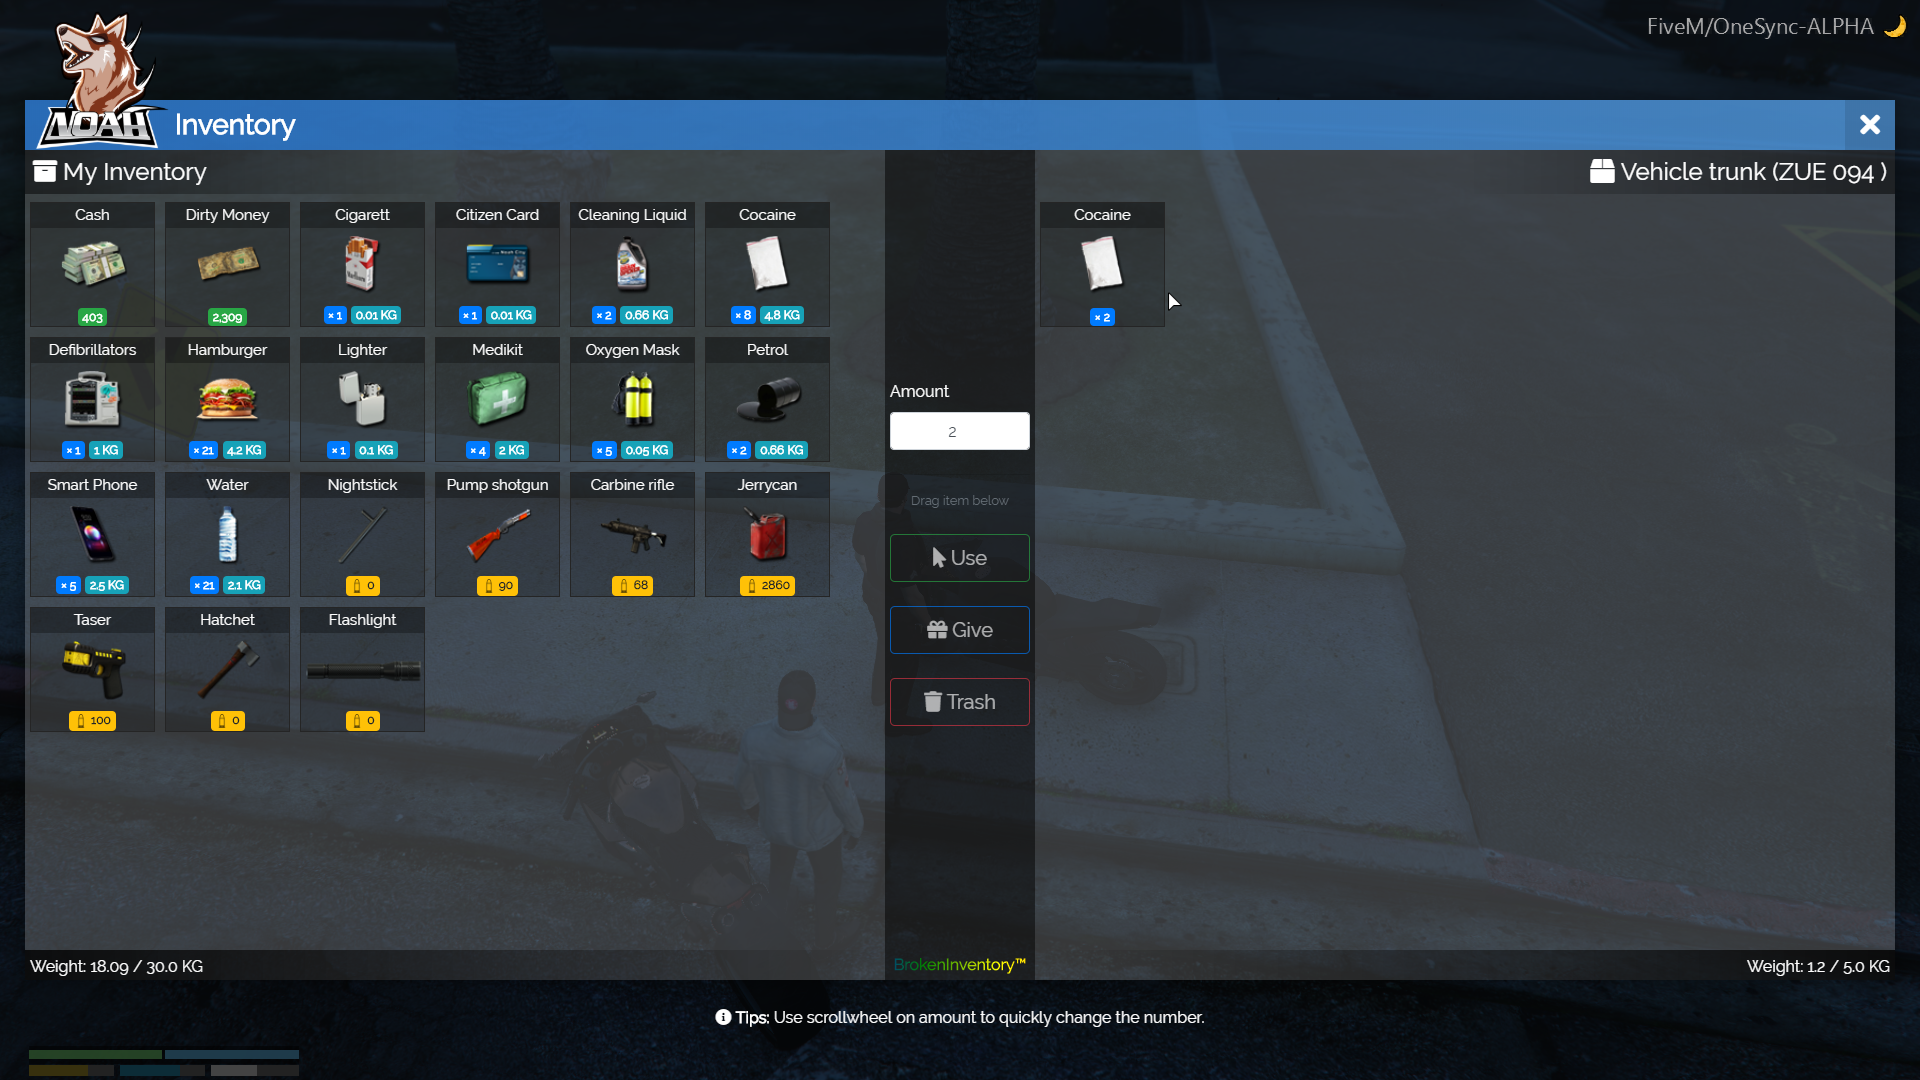 FiveM/OneSync-ALPHA 🌙
NOAH
Inventory
My Inventory
Vehicle trunk (ZUE 094 )
Cash
Dirty Money
Cigarett
Citizen Card
Cleaning Liquid
Cocaine
Cocaine
403
2,309
× 1 0.01 KG
× 1 0.01 KG
× 2 0.66 KG
× 8 4.8 KG
× 2
Defibrillators
Hamburger
Lighter
Medikit
Oxygen Mask
Petrol
× 1 1 KG
× 21 4.2 KG
× 1 0.1 KG
× 4 2 KG
× 5 0.05 KG
× 2 0.66 KG
Amount
2
Smart Phone
Water
Nightstick
Pump shotgun
Carbine rifle
Jerrycan
× 5 2.5 KG
× 21 2.1 KG
0
90
68
2860
Drag item below
Use
Give
Trash
Taser
Hatchet
Flashlight
100
0
0
Weight: 18.09 / 30.0 KG
BrokenInventory™
Weight: 1.2 / 5.0 KG
Tips: Use scrollwheel on amount to quickly change the number.